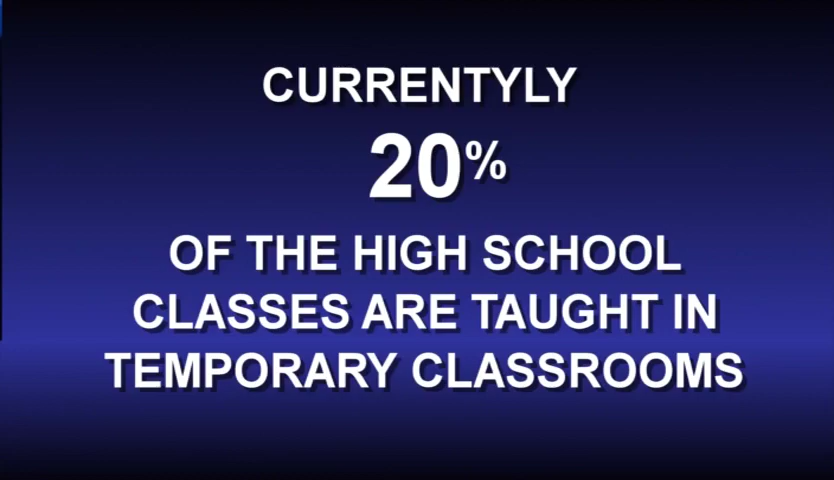 CURRENTYLY
20%
OF THE HIGH SCHOOL
CLASSES ARE TAUGHT IN
TEMPORARY CLASSROOMS